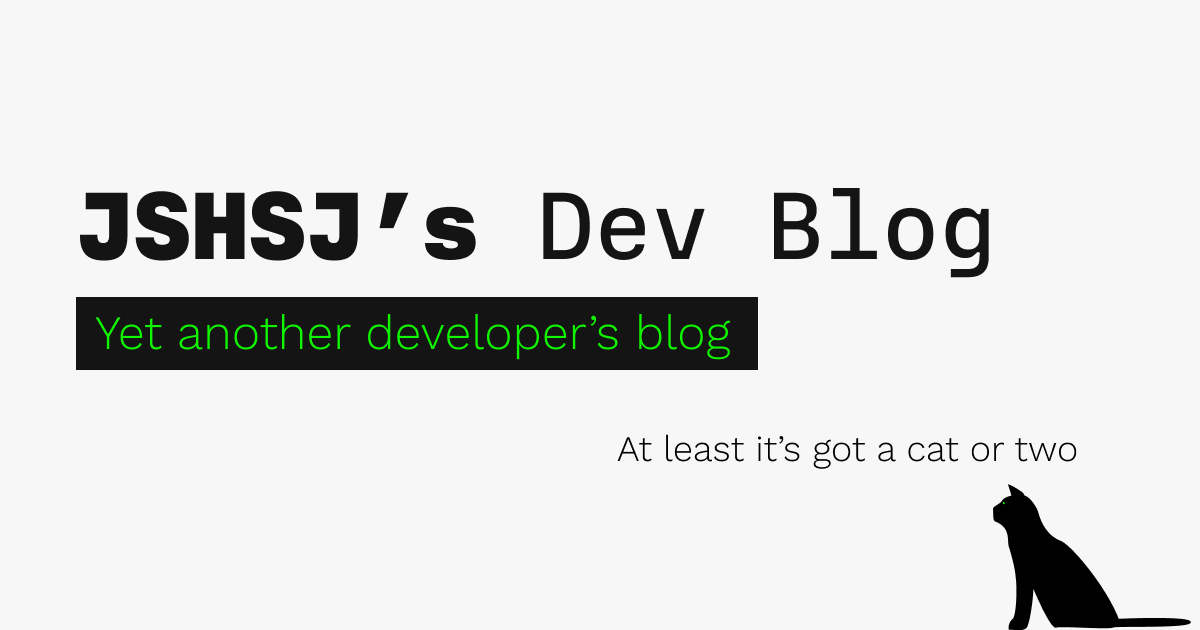 JSHSJ’s Dev Blog
Yet another developer’s blog
At least it’s got a cat or two